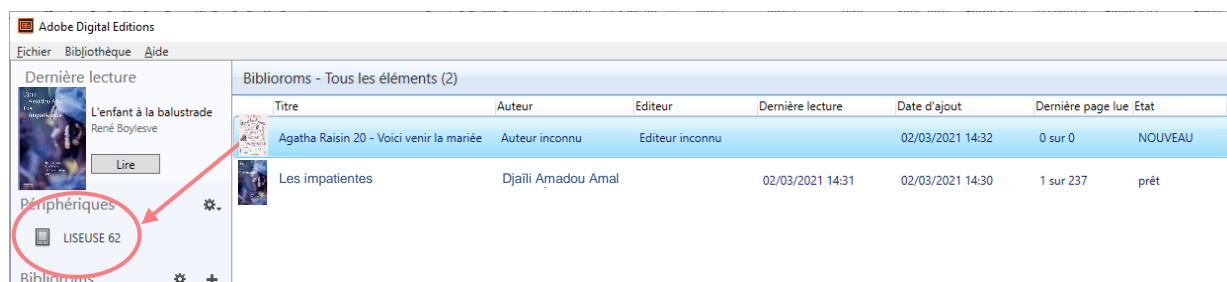 Adobe Digital Editions
Fichier Bibliothèque Aide
Dernière lecture
L'enfant à la balustrade
René Boylesve
Lire
Périphériques
LISEUSE 62
Biblioroms
Biblioroms - Tous les éléments (2)
Titre Auteur Editeur Dernière lecture Date d'ajout Dernière page lue Etat
Agatha Raisin 20 - Voici venir la mariée Auteur inconnu Editeur inconnu 02/03/2021 14:32 0 sur 0 NOUVEAU
Les impatientes Djaïli Amadou Amal 02/03/2021 14:31 02/03/2021 14:30 1 sur 237 prêt